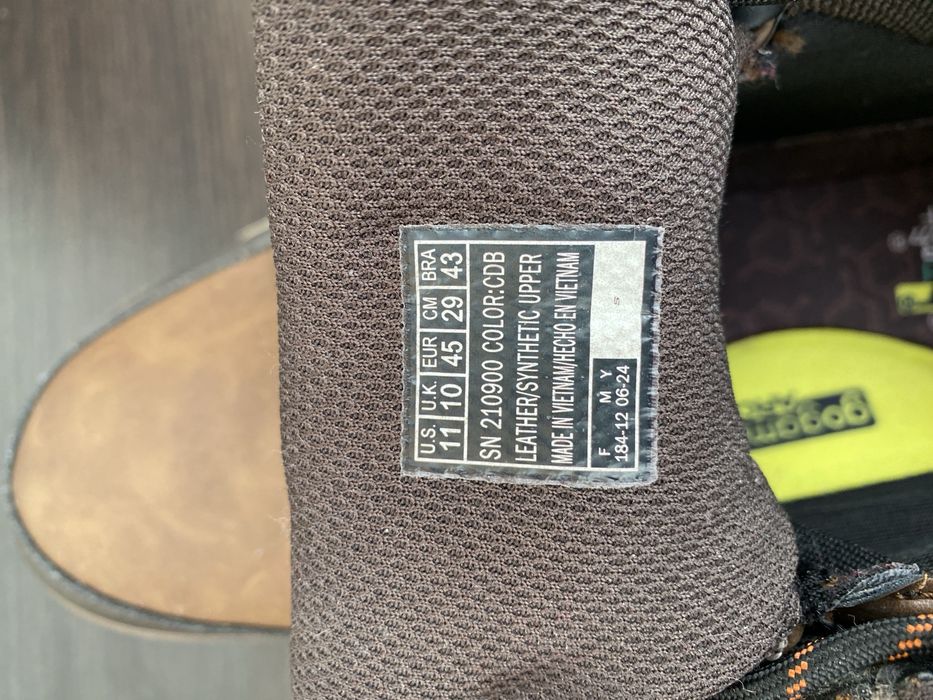 U.S. U.K. EUR CM BRA
11 10 45 29 43
SN 210900 COLOR:CDB
LEATHER/SYNTHETIC UPPER
MADE IN VIETNAM/HECHO EN VIETNAM
F M Y
184-12 06-24
s